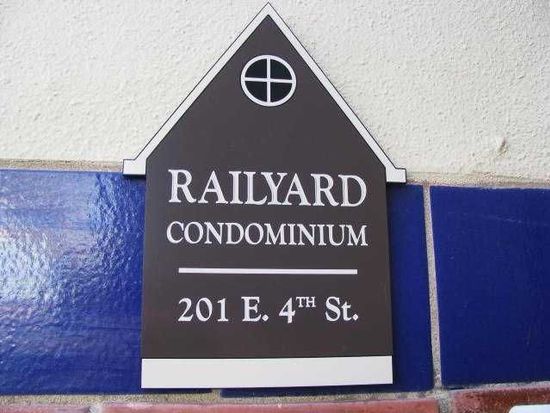 RAILYARD
CONDOMINIUM
201 E. 4TH St.